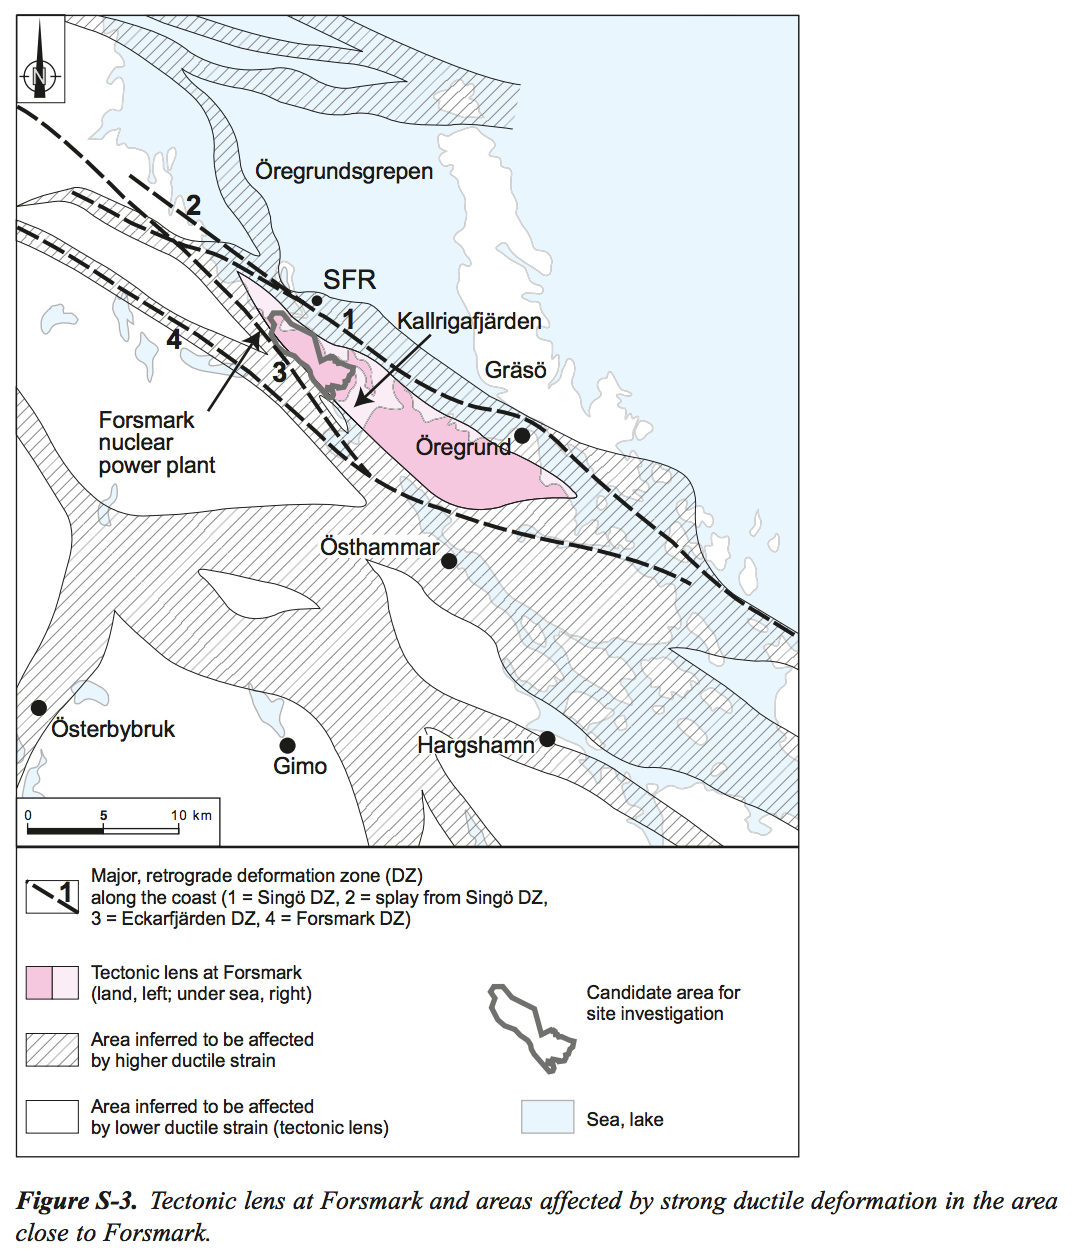 N
Öregrundsgrepen
2
SFR
1
Kallrigafjärden
4
3
Gräsö
Forsmark
nuclear
power plant
Öregrund
Östhammar
Österbybruk
Hargshamn
Gimo
0 5 10 km
1
Major, retrograde deformation zone (DZ)
along the coast (1 = Singö DZ, 2 = splay from Singö DZ,
3 = Eckarfjärden DZ, 4 = Forsmark DZ)
Tectonic lens at Forsmark
(land, left; under sea, right)
Candidate area for
site investigation
Area inferred to be affected
by higher ductile strain
Area inferred to be affected
by lower ductile strain (tectonic lens)
Sea, lake
Figure S-3. Tectonic lens at Forsmark and areas affected by strong ductile deformation in the area
close to Forsmark.